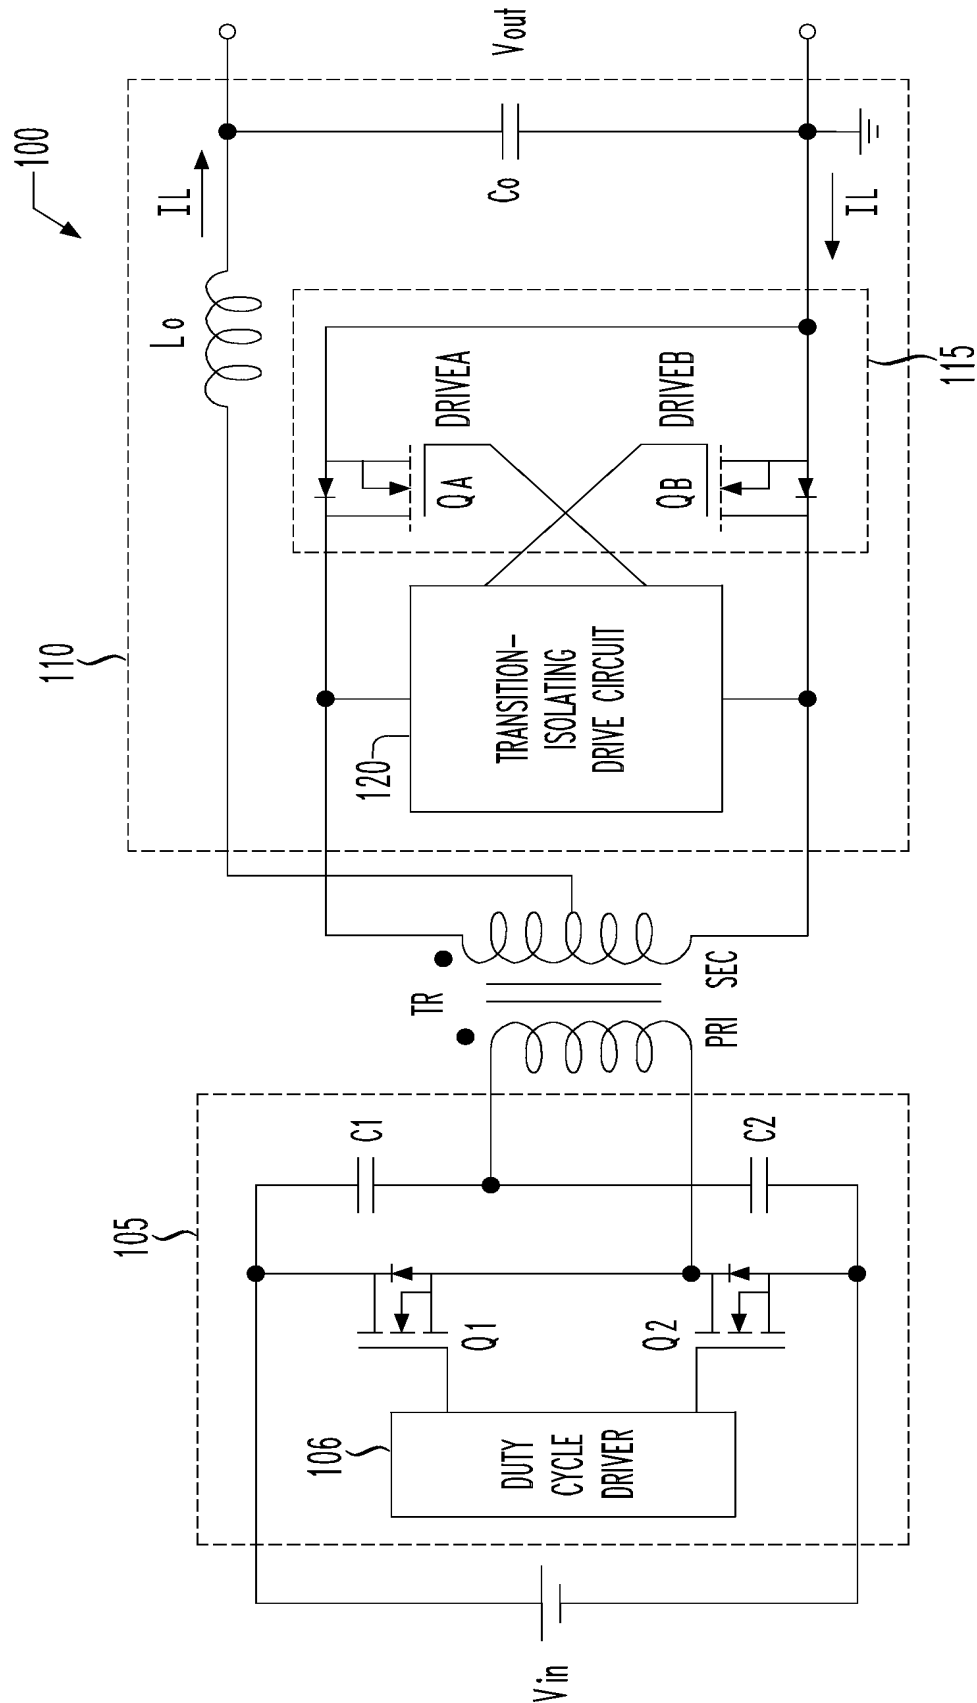 100
110
IL
Vout
Lo
Co
DRIVEA
QA
DRIVEB
QB
IL
115
120
TRANSITION-
ISOLATING
DRIVE CIRCUIT
TR
PRI
SEC
105
C1
C2
Q1
Q2
106
DUTY
CYCLE
DRIVER
Vin